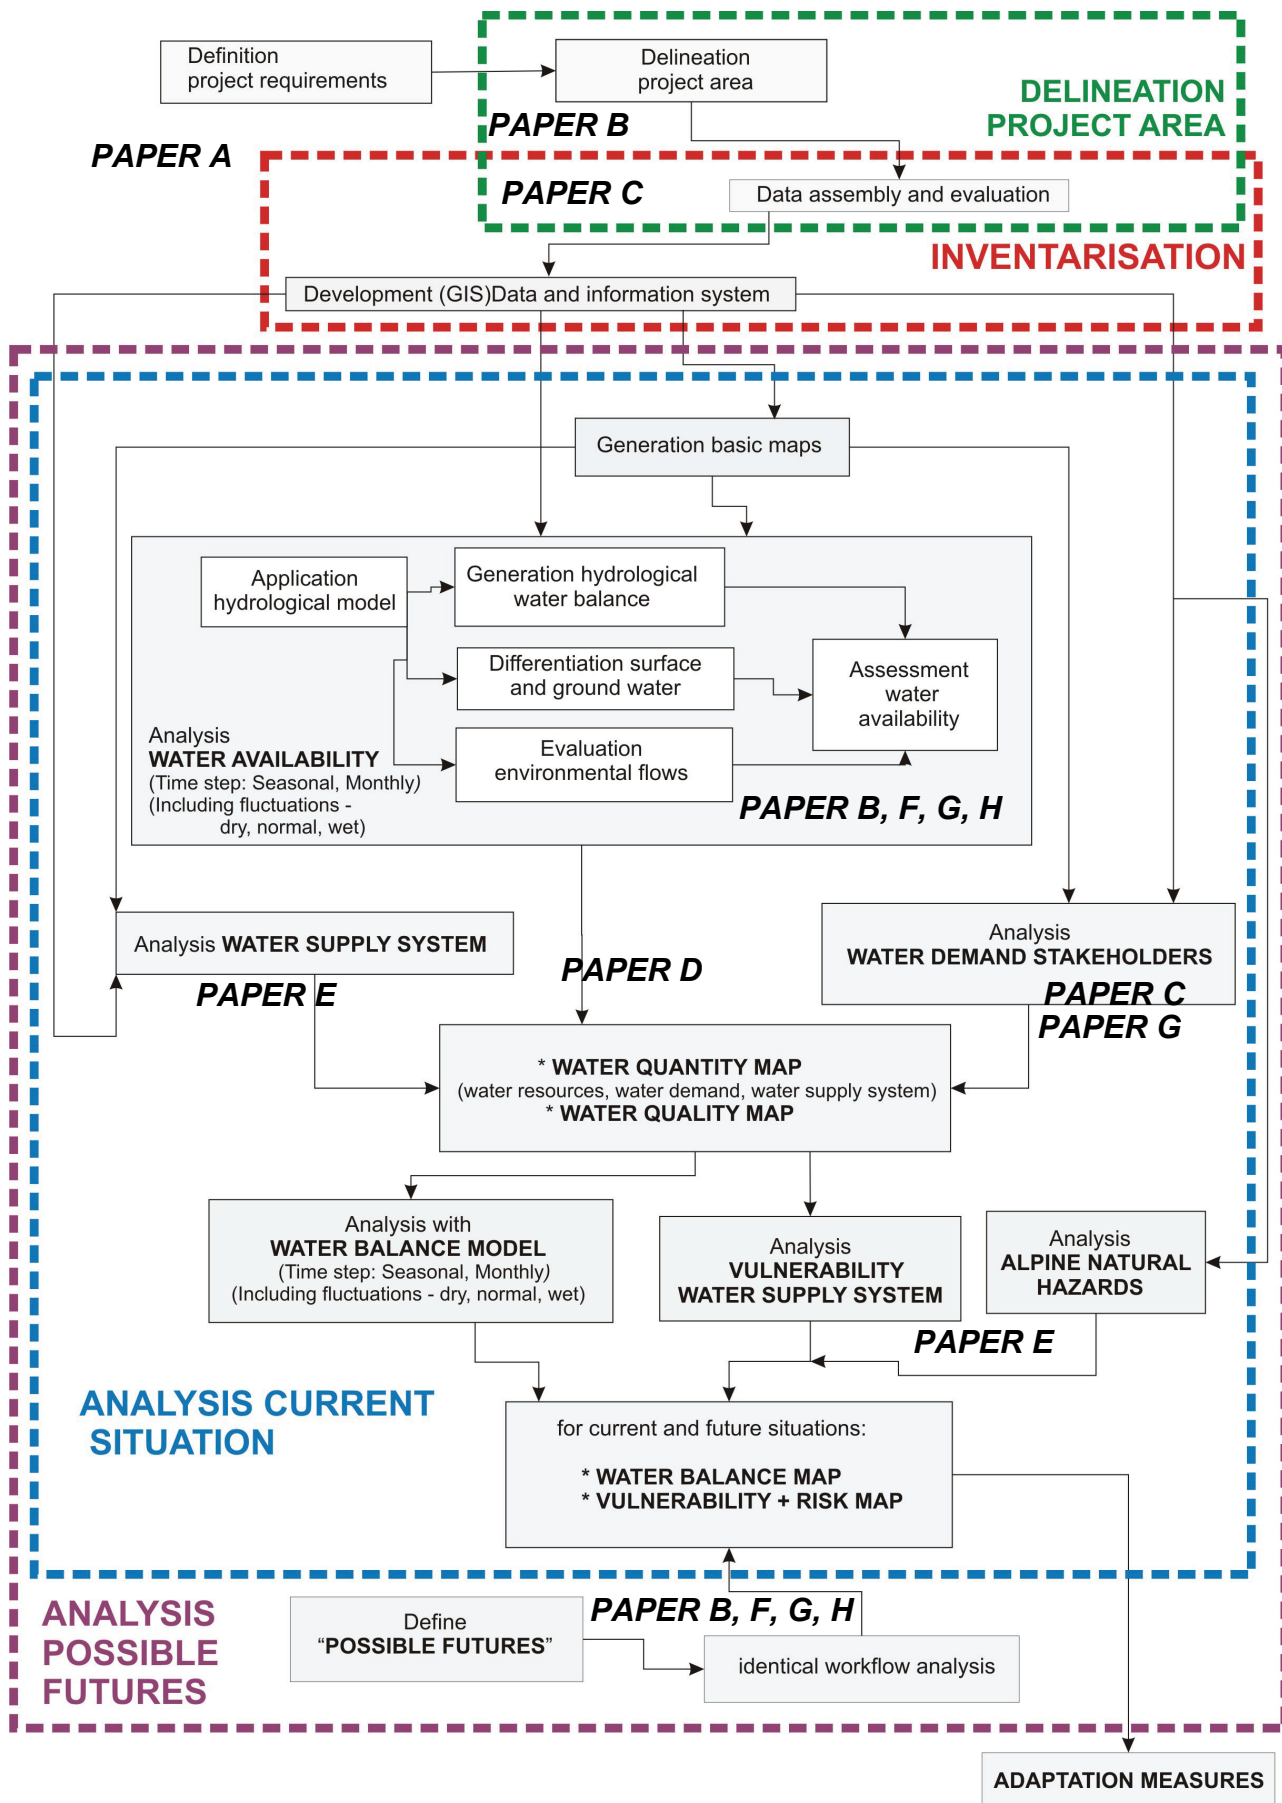 Definition
project requirements
Delineation
project area
DELINEATION
PROJECT AREA
PAPER B
PAPER A
PAPER C
Data assembly and evaluation
INVENTARISATION
Development (GIS)Data and information system
Generation basic maps
Application
hydrological model
Generation hydrological
water balance
Differentiation surface
and ground water
Assessment
water
availability
Evaluation
environmental flows
Analysis
WATER AVAILABILITY
(Time step: Seasonal, Monthly)
(Including fluctuations -
dry, normal, wet)
PAPER B, F, G, H
Analysis WATER SUPPLY SYSTEM
PAPER E
PAPER D
Analysis
WATER DEMAND STAKEHOLDERS
PAPER C
PAPER G
* WATER QUANTITY MAP
(water resources, water demand, water supply system)
* WATER QUALITY MAP
Analysis with
WATER BALANCE MODEL
(Time step: Seasonal, Monthly)
(Including fluctuations - dry, normal, wet)
Analysis
VULNERABILITY
WATER SUPPLY SYSTEM
Analysis
ALPINE NATURAL
HAZARDS
PAPER E
ANALYSIS CURRENT
SITUATION
for current and future situations:
* WATER BALANCE MAP
* VULNERABILITY + RISK MAP
ANALYSIS
POSSIBLE
FUTURES
Define
“POSSIBLE FUTURES”
PAPER B, F, G, H
identical workflow analysis
ADAPTATION MEASURES